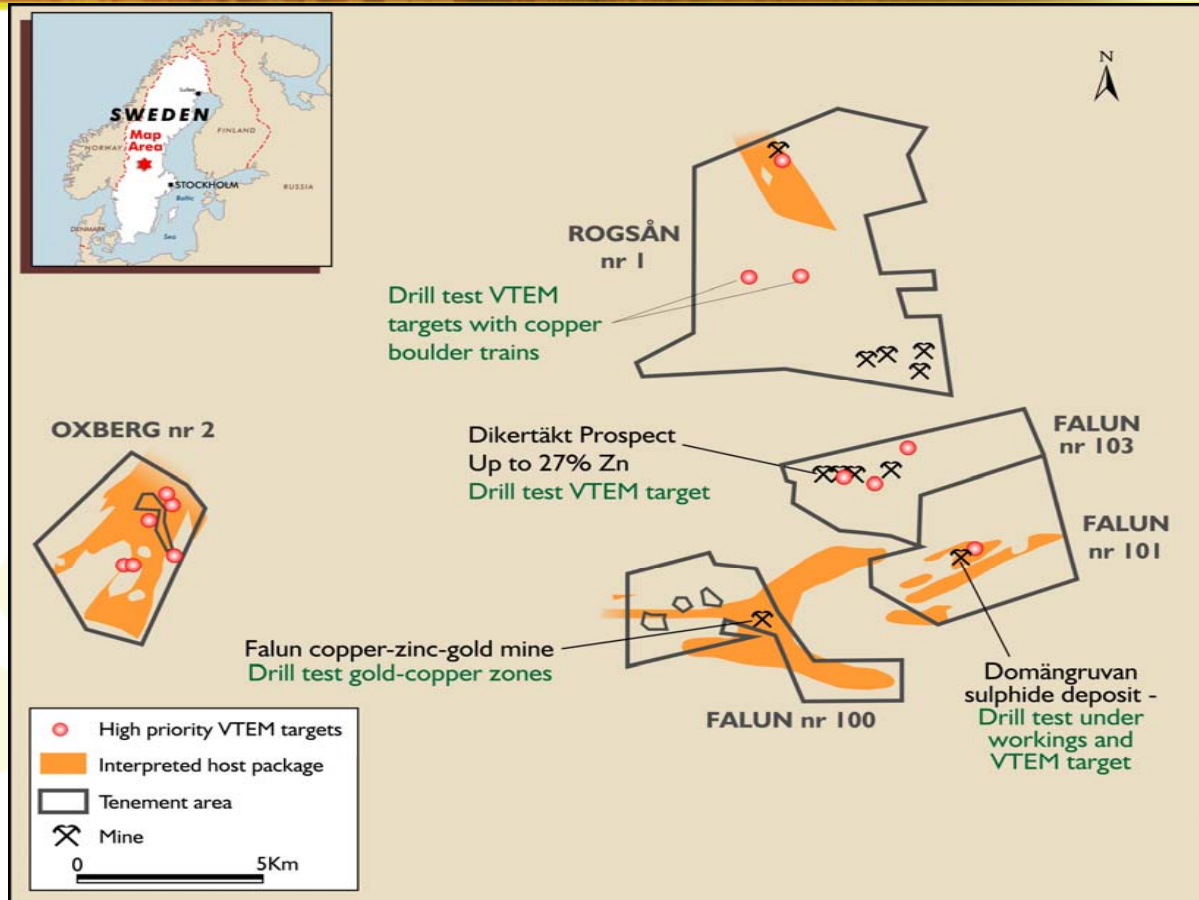 SWEDEN
Map
Area
NORWAY
FINLAND
STOCKHOLM
RUSSIA
Baltic
Sea
DENMARK
N
ROGSÅN
nr 1
Drill test VTEM
targets with copper
boulder trains
OXBERG nr 2
Dikertäkt Prospect
Up to 27% Zn
Drill test VTEM target
FALUN
nr 103
FALUN
nr 101
Falun copper-zinc-gold mine
Drill test gold-copper zones
FALUN nr 100
Domängruvan
sulphide deposit -
Drill test under
workings and
VTEM target
High priority VTEM targets
Interpreted host package
Tenement area
Mine
0 5Km